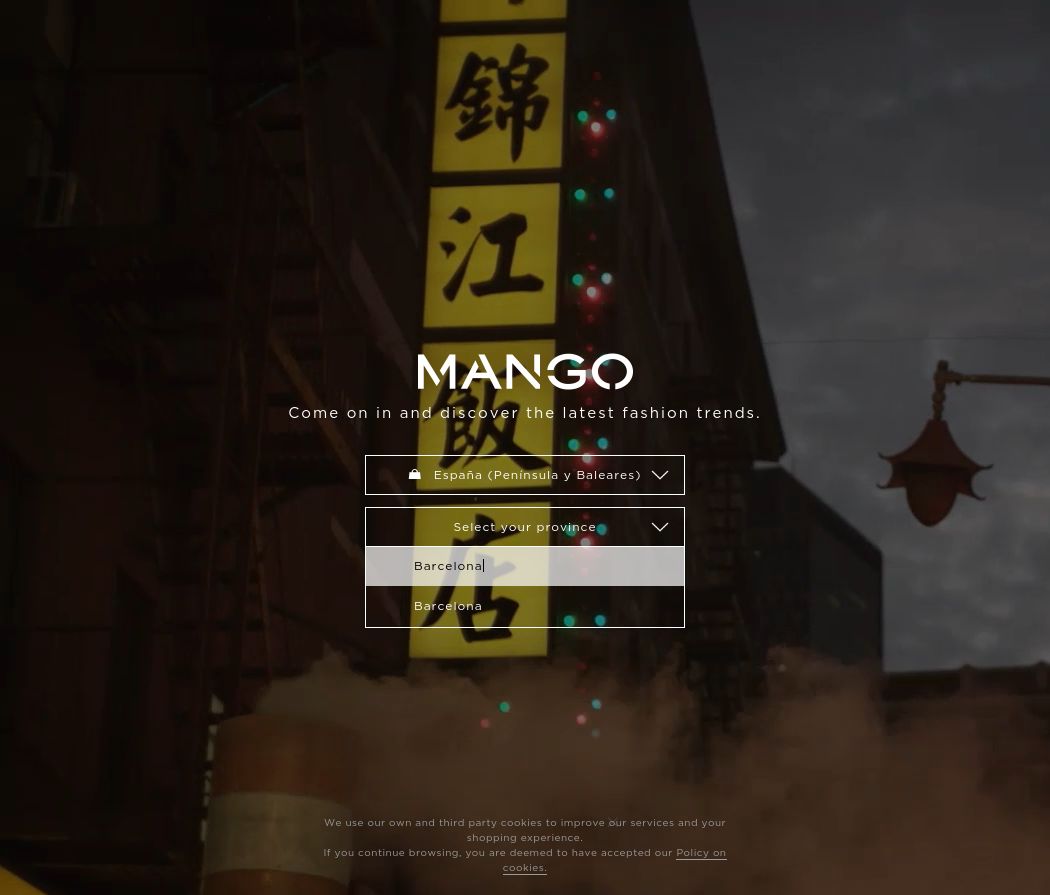 錦
江
飯
店
MANGO
Come on in and discover the latest fashion trends.
España (Península y Baleares)
Select your province
Barcelona
Barcelona
We use our own and third party cookies to improve our services and your
shopping experience.
If you continue browsing, you are deemed to have accepted our Policy on
cookies.